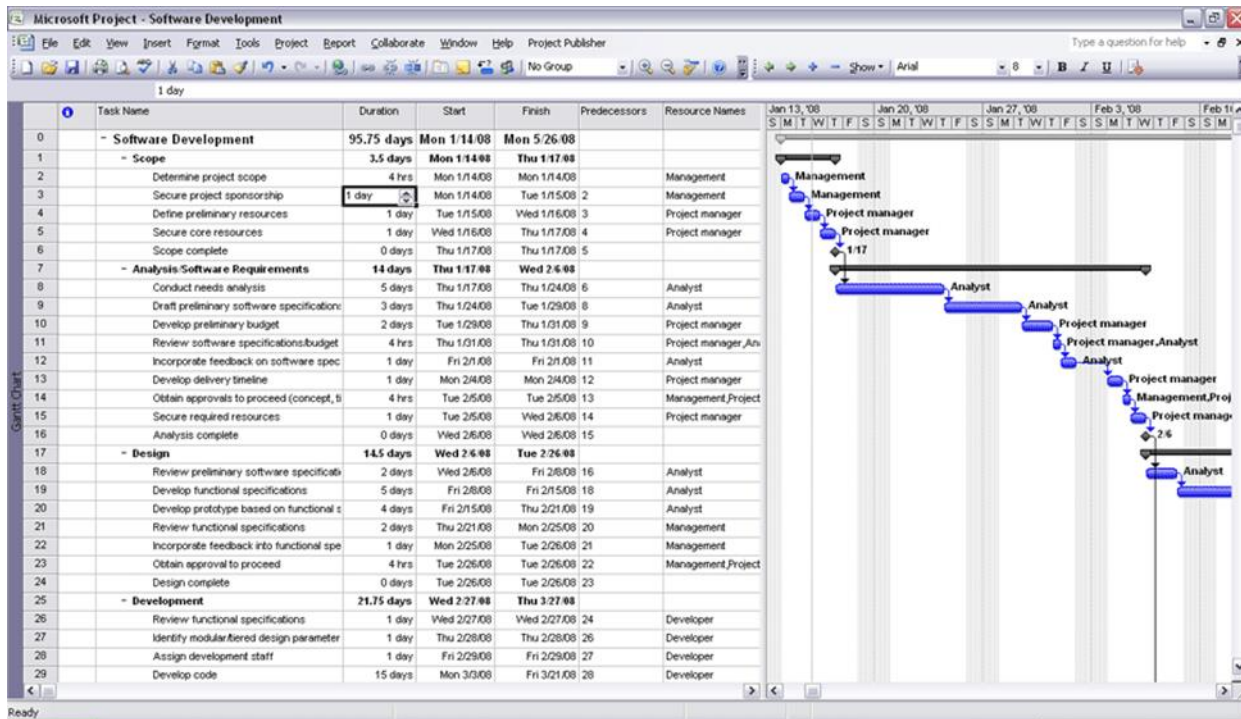 Microsoft Project - Software Development
File Edit View Insert Format Tools Project Report Collaborate Window Help Project Publisher Type a question for help
No Group Show Arial 8 B I U
1 day
Task Name Duration Start Finish Predecessors Resource Names Jan 13, '08 Jan 20, '08 Jan 27, '08 Feb 3, '08 Feb 10
S M T W T F S S M T W T F S S M T W T F S S M T W T F S S M
0 - Software Development 95.75 days Mon 1/14/08 Mon 5/26/08
1 - Scope 3.5 days Mon 1/14/08 Thu 1/17/08
2 Determine project scope 4 hrs Mon 1/14/08 Mon 1/14/08 Management Management
3 Secure project sponsorship 1 day Mon 1/14/08 Tue 1/15/08 2 Management Management
4 Define preliminary resources 1 day Tue 1/15/08 Wed 1/16/08 3 Project manager Project manager
5 Secure core resources 1 day Wed 1/16/08 Thu 1/17/08 4 Project manager Project manager
6 Scope complete 0 days Thu 1/17/08 Thu 1/17/08 5 1/17
7 - Analysis/Software Requirements 14 days Thu 1/17/08 Wed 2/6/08
8 Conduct needs analysis 5 days Thu 1/17/08 Thu 1/24/08 6 Analyst Analyst
9 Draft preliminary software specifications 3 days Thu 1/24/08 Tue 1/29/08 8 Analyst Analyst
10 Develop preliminary budget 2 days Tue 1/29/08 Thu 1/31/08 9 Project manager Project manager
11 Review software specifications/budget 4 hrs Thu 1/31/08 Thu 1/31/08 10 Project manager,An Project manager,Analyst
12 Incorporate feedback on software spec 1 day Fri 2/1/08 Fri 2/1/08 11 Analyst Analyst
13 Develop delivery timeline 1 day Mon 2/4/08 Mon 2/4/08 12 Project manager Project manager
14 Obtain approvals to proceed (concept, ti 4 hrs Tue 2/5/08 Tue 2/5/08 13 Management,Project Management,Proj
15 Secure required resources 1 day Tue 2/5/08 Wed 2/6/08 14 Project manager Project manage
16 Analysis complete 0 days Wed 2/6/08 Wed 2/6/08 15 2/6
17 - Design 14.5 days Wed 2/6/08 Tue 2/26/08
18 Review preliminary software specificati 2 days Wed 2/6/08 Fri 2/8/08 16 Analyst Analyst
19 Develop functional specifications 5 days Fri 2/8/08 Fri 2/15/08 18 Analyst
20 Develop prototype based on functional s 4 days Fri 2/15/08 Thu 2/21/08 19 Analyst
21 Review functional specifications 2 days Thu 2/21/08 Mon 2/25/08 20 Management
22 Incorporate feedback into functional spe 1 day Mon 2/25/08 Tue 2/26/08 21 Management
23 Obtain approval to proceed 4 hrs Tue 2/26/08 Tue 2/26/08 22 Management,Project
24 Design complete 0 days Tue 2/26/08 Tue 2/26/08 23
25 - Development 21.75 days Wed 2/27/08 Thu 3/27/08
26 Review functional specifications 1 day Wed 2/27/08 Wed 2/27/08 24 Developer
27 Identify modular/tiered design parameter 1 day Thu 2/28/08 Thu 2/28/08 26 Developer
28 Assign development staff 1 day Fri 2/29/08 Fri 2/29/08 27 Developer
29 Develop code 15 days Mon 3/3/08 Fri 3/21/08 28 Developer
Gantt Chart
Ready